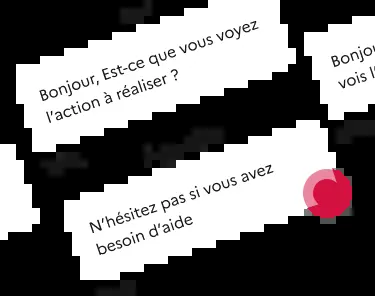 Bonjour, Est-ce que vous voyez
l'action à réaliser ?
Bonjou
vois l'
N'hésitez pas si vous avez
besoin d'aide